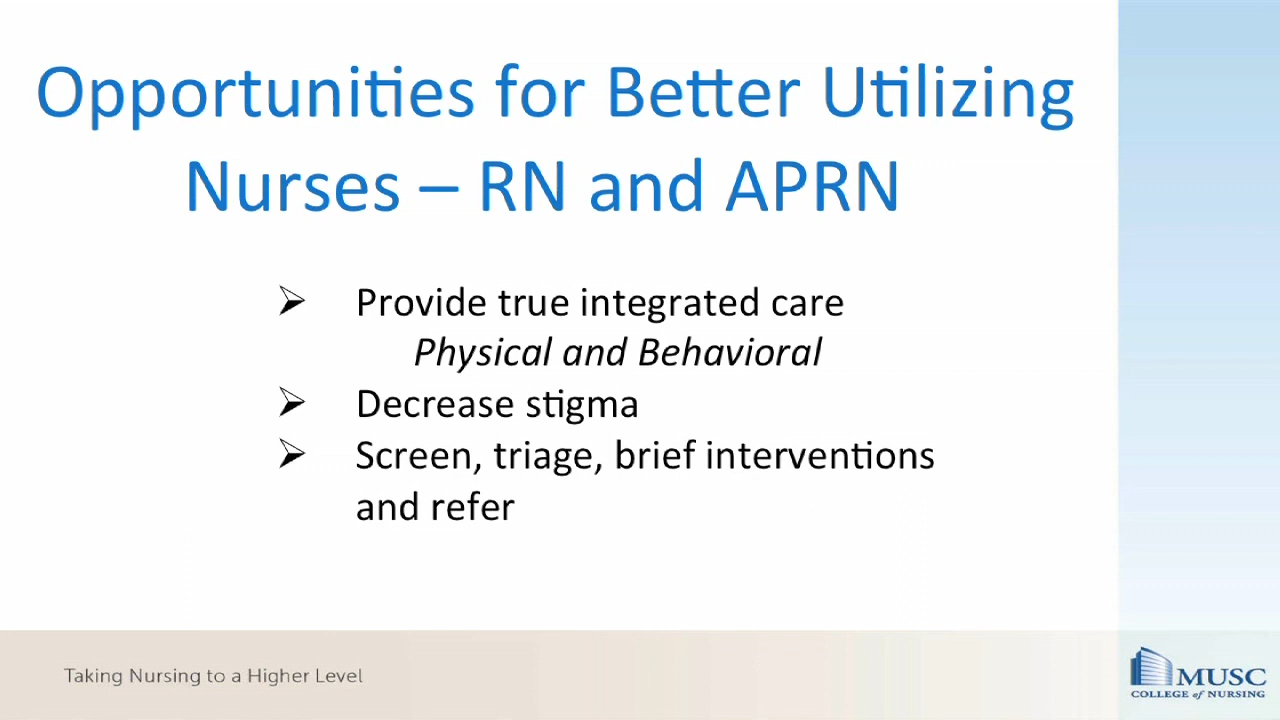 Opportunities for Better Utilizing
Nurses – RN and APRN
➢ Provide true integrated care
Physical and Behavioral
➢ Decrease stigma
➢ Screen, triage, brief interventions
and refer
Taking Nursing to a Higher Level
MUSC
COLLEGE of NURSING